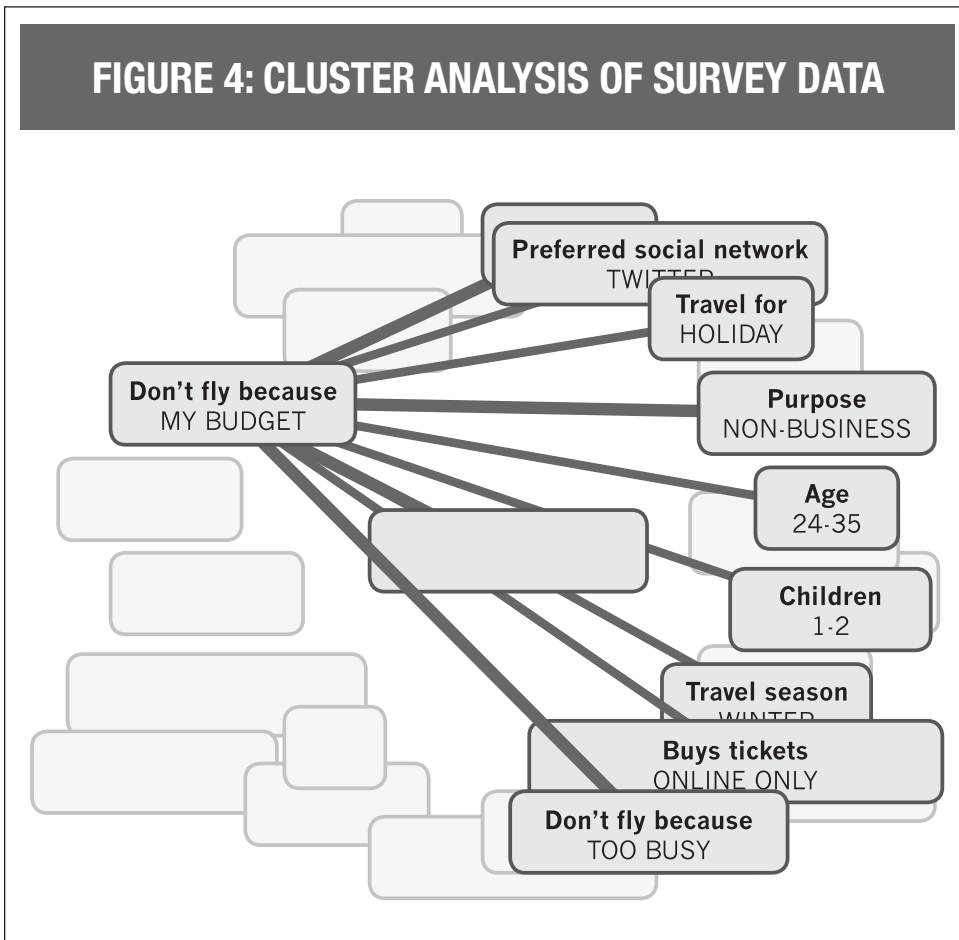 FIGURE 4: CLUSTER ANALYSIS OF SURVEY DATA
Preferred social network
TWITTER
Travel for
HOLIDAY
Don't fly because
MY BUDGET
Purpose
NON-BUSINESS
Age
24-35
Children
1-2
Travel season
WINTER
Buys tickets
ONLINE ONLY
Don't fly because
TOO BUSY